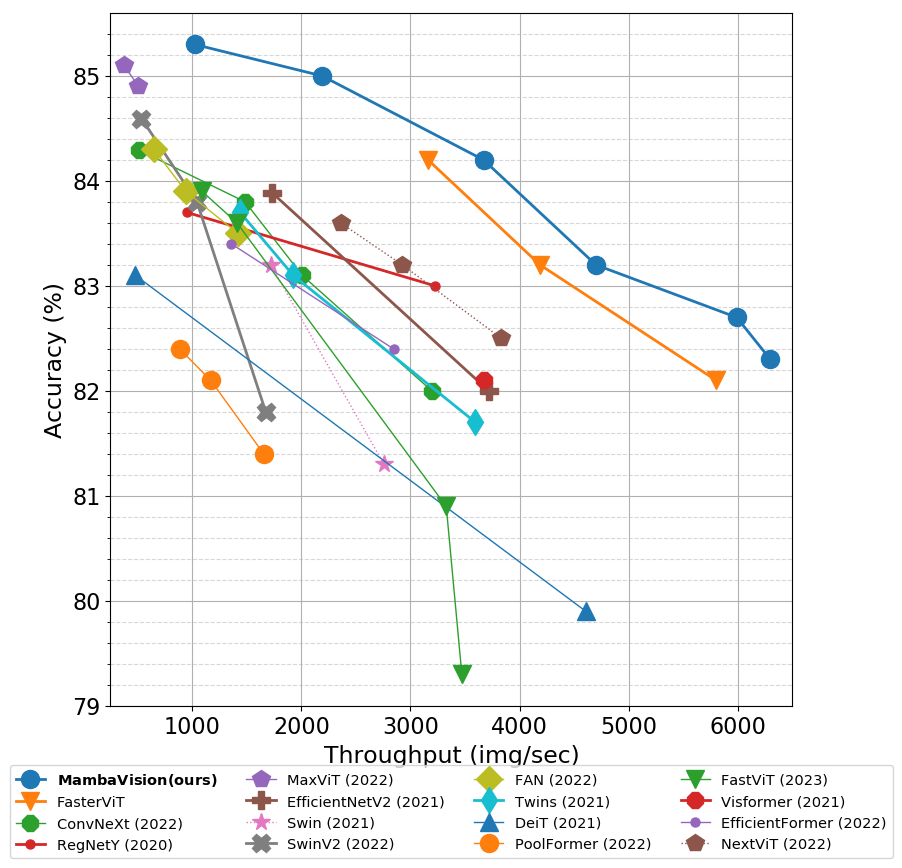 85
84
83
82
81
80
79
Accuracy (%)
1000 2000 3000 4000 5000 6000
Throughput (img/sec)
MambaVision(ours)
FasterViT
ConvNeXt (2022)
RegNetY (2020)
MaxViT (2022)
EfficientNetV2 (2021)
Swin (2021)
SwinV2 (2022)
FAN (2022)
Twins (2021)
DeiT (2021)
PoolFormer (2022)
FastViT (2023)
Visformer (2021)
EfficientFormer (2022)
NextViT (2022)